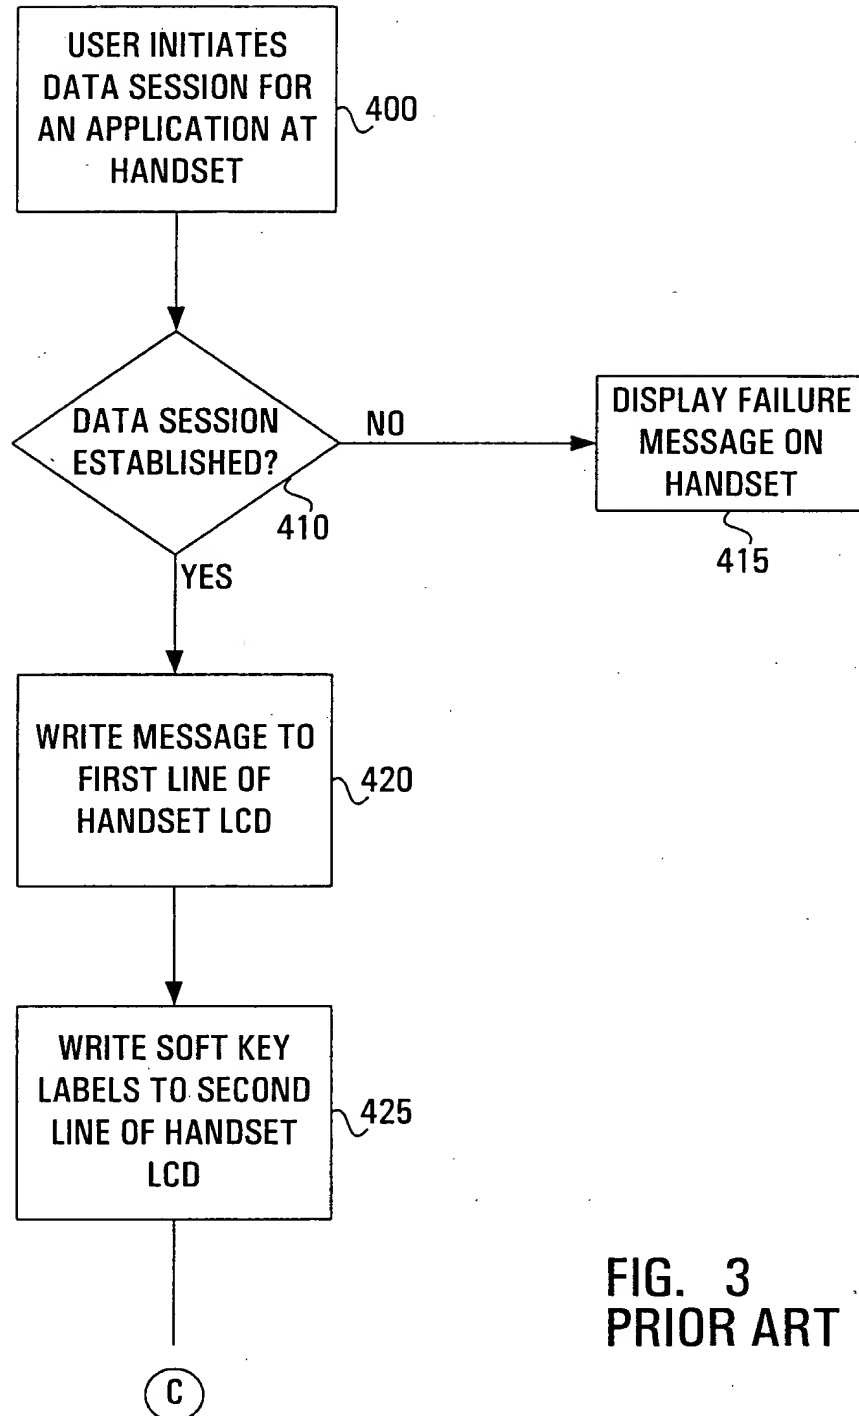 USER INITIATES
DATA SESSION FOR
AN APPLICATION AT
HANDSET
400
DATA SESSION
ESTABLISHED?
410
NO
DISPLAY FAILURE
MESSAGE ON
HANDSET
415
YES
WRITE MESSAGE TO
FIRST LINE OF
HANDSET LCD
420
WRITE SOFT KEY
LABELS TO SECOND
LINE OF HANDSET
LCD
425
C
FIG. 3
PRIOR ART